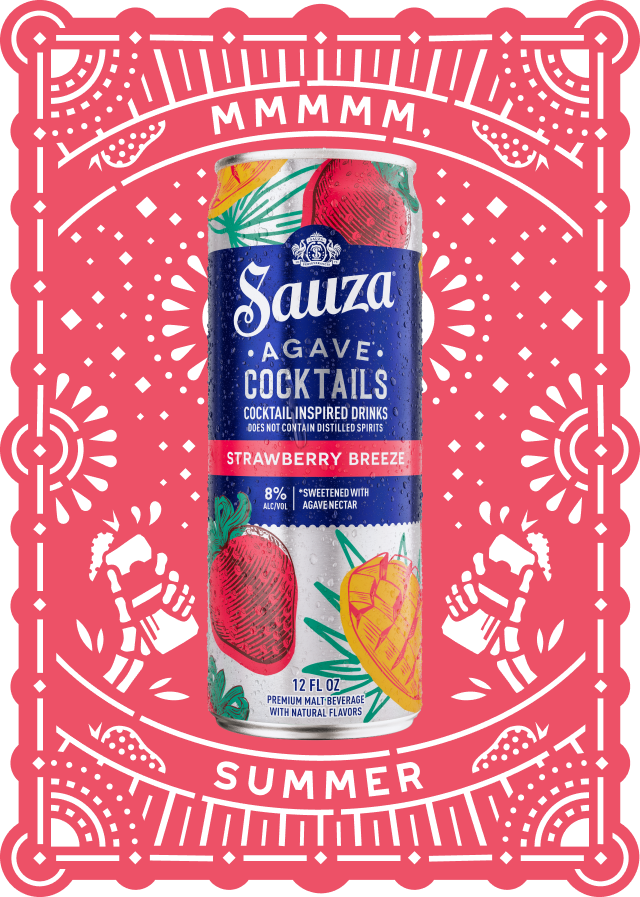 MMMMM,
Sauza
·AGAVE·
COCKTAILS
COCKTAIL INSPIRED DRINKS
DOES NOT CONTAIN DISTILLED SPIRITS
STRAWBERRY BREEZE
8% ALC/VOL
*SWEETENED WITH
AGAVE NECTAR
12 FL OZ
PREMIUM MALT BEVERAGE
WITH NATURAL FLAVORS
SUMMER